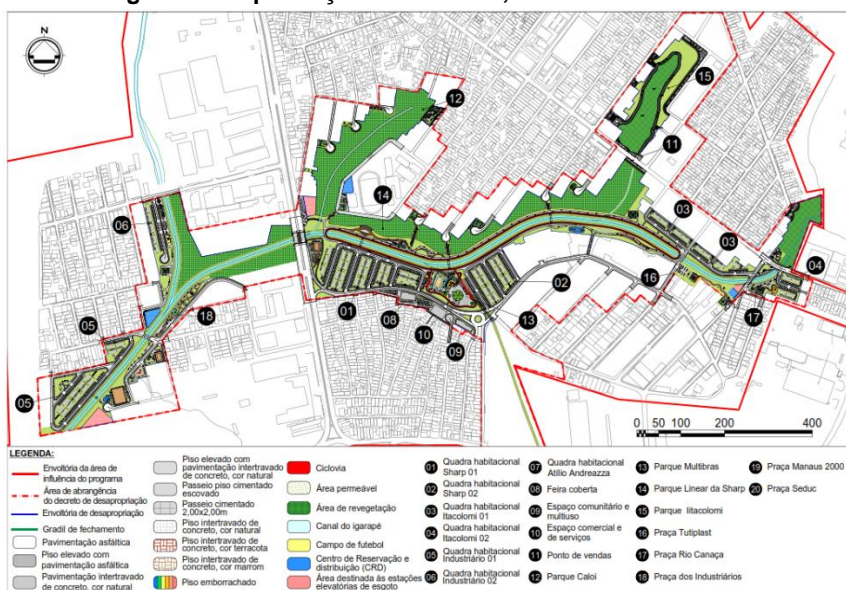 N
15
12
11
14
06
03
03
16
04
18
02
17
05
01
13
08
10
09
05
0 50 100 200 400
LEGENDA:
Envoltória da área de
influência do programa
Área de abrangência
do decreto de desapropriação
Envoltória de desapropriação
Gradil de fechamento
Pavimentação asfáltica
Piso elevado com
pavimentação asfáltica
Pavimentação intertravado
de concreto, cor natural
Piso elevado com
pavimentação intertravado
de concreto, cor natural
Passeio piso cimentado
escovado
Passeio cimentado
2,00x2,00m
Piso intertravado de
concreto, cor natural
Piso intertravado de
concreto, cor terracota
Piso intertravado de
concreto, cor marrom
Piso emborrachado
Ciclovia
Área permeável
Área de revegetação
Canal do igarapé
Campo de futebol
Centro de Reservação e
distribuição (CRD)
Área destinada às estações
elevatórias de esgoto
01 Quadra habitacional
Sharp 01
02 Quadra habitacional
Sharp 02
03 Quadra habitacional
Itacolomi 01
04 Quadra habitacional
Itacolomi 02
05 Quadra habitacional
Industriário 01
06 Quadra habitacional
Industriário 02
07 Quadra habitacional
Atílio Andreazza
08 Feira coberta
09 Espaço comunitário e
multiuso
10 Espaço comercial e
de serviços
11 Ponto de vendas
12 Parque Caloi
13 Parque Multibras
14 Parque Linear da Sharp
15 Parque Iitacolomi
16 Praça Tutiplast
17 Praça Rio Canaça
18 Praça dos Industriários
19 Praça Manaus 2000
20 Praça Seduc